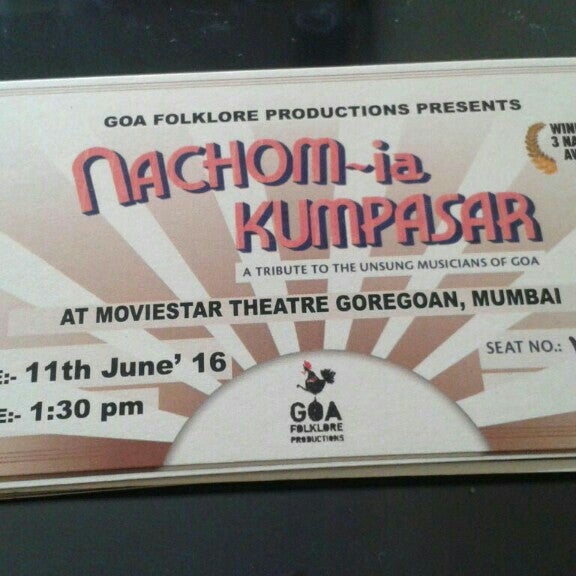 GOA FOLKLORE PRODUCTIONS PRESENTS
NACHOM~ia
KUMPASAR
A TRIBUTE TO THE UNSUNG MUSICIANS OF GOA
AT MOVIESTAR THEATRE GOREGOAN, MUMBAI
11th June' 16
SEAT NO.:
1:30 pm
GOA
FOLKLORE
PRODUCTIONS